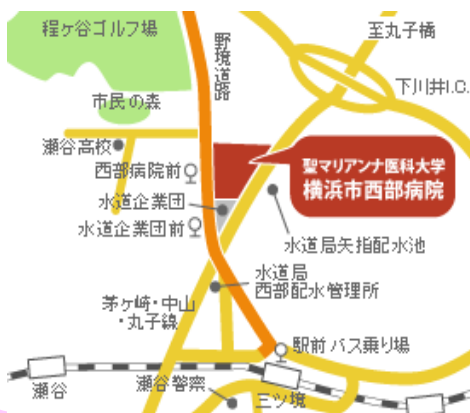 程ヶ谷ゴルフ場
野境道路
至丸子橋
下川井I.C.
市民の森
瀬谷高校
西部病院前
聖マリアンナ医科大学
横浜市西部病院
水道企業団
水道企業団前
水道局矢指配水池
水道局
西部配水管理所
茅ヶ崎・中山
・丸子線
駅前バス乗り場
瀬谷
瀬谷警察
三ツ境